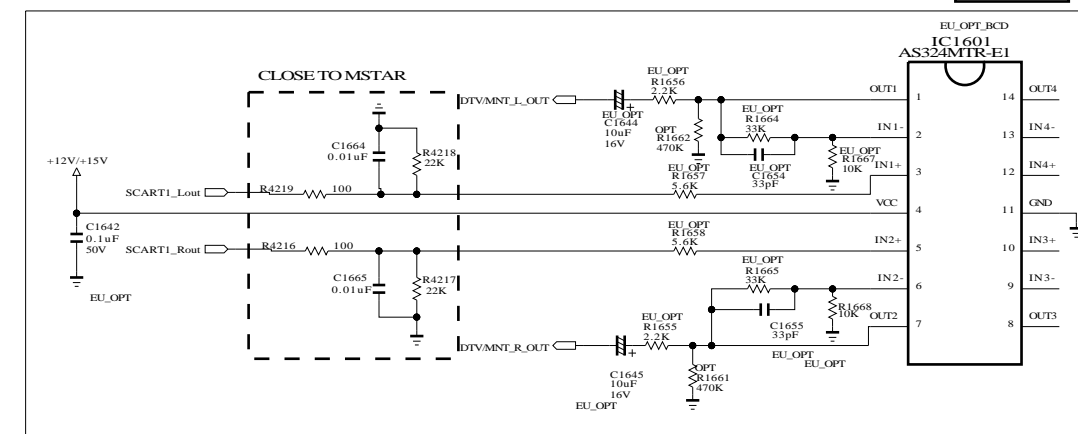 EU_OPT_BCD
IC1601
AS324MTR-E1
CLOSE TO MSTAR
+12V/+15V
C1642
0.1uF
50V
EU_OPT
SCART1_Lout
R4219
100
C1664
0.01uF
R4218
22K
SCART1_Rout
R4216
100
C1665
0.01uF
R4217
22K
DTV/MNT_L_OUT
EU_OPT
C1644
10uF
16V
EU_OPT
R1656
2.2K
OPT
R1662
470K
EU_OPT
R1664
33K
EU_OPT
C1654
33pF
EU_OPT
R1667
10K
EU_OPT
R1657
5.6K
EU_OPT
R1658
5.6K
EU_OPT
R1665
33K
C1655
33pF
EU_OPT
R1668
10K
EU_OPT
DTV/MNT_R_OUT
C1645
10uF
16V
EU_OPT
EU_OPT
R1655
2.2K
OPT
R1661
470K
OUT1
1
14
OUT4
IN1-
2
13
IN4-
IN1+
3
12
IN4+
VCC
4
11
GND
IN2+
5
10
IN3+
IN2-
6
9
IN3-
OUT2
7
8
OUT3